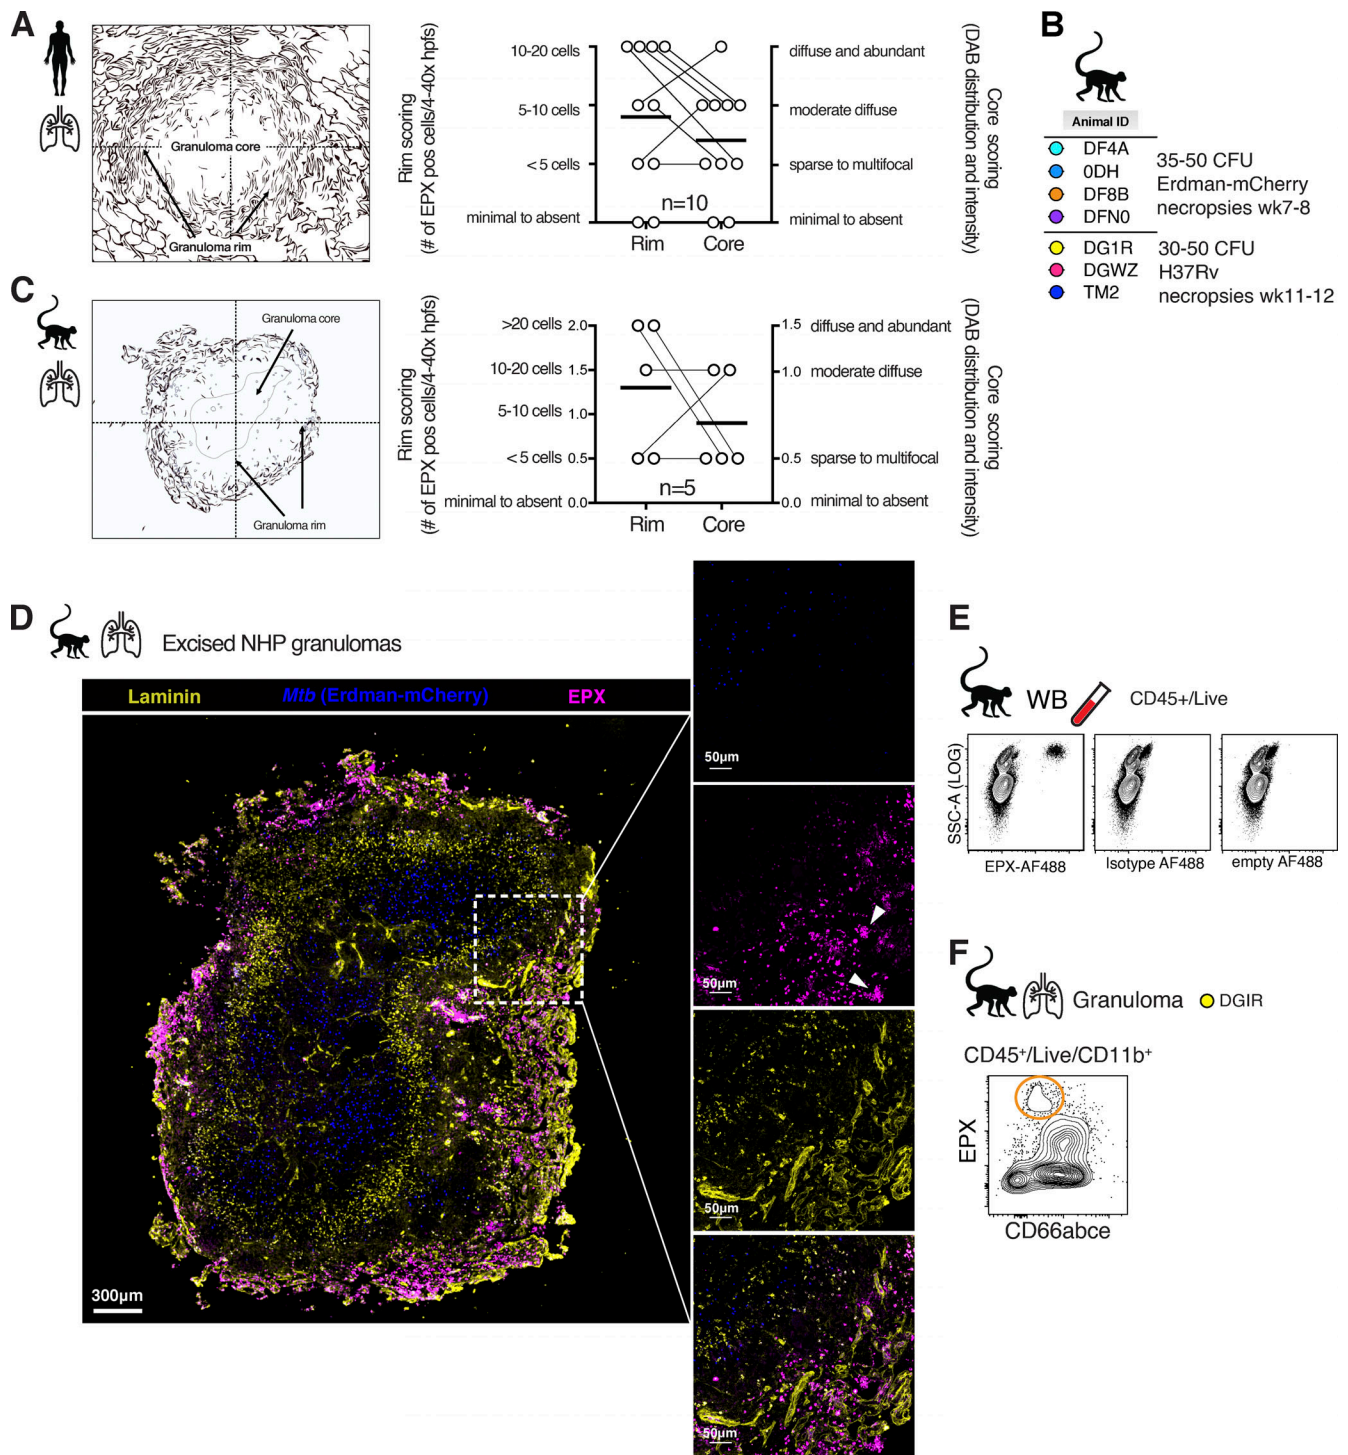 A
Granuloma core
Granuloma rim
Rim scoring
(# of EPX pos cells/4-40x hpfs)
10-20 cells
5-10 cells
< 5 cells
minimal to absent
n=10
Rim
Core
diffuse and abundant
moderate diffuse
sparse to multifocal
minimal to absent
Core scoring
(DAB distribution and intensity)
B
Animal ID
DF4A
0DH
DF8B
DFN0
35-50 CFU
Erdman-mCherry
necropsies wk7-8
DG1R
DGWZ
TM2
30-50 CFU
H37Rv
necropsies wk11-12
C
Granuloma core
Granuloma rim
Rim scoring
(# of EPX pos cells/4-40x hpfs)
>20 cells 2.0
10-20 cells 1.5
5-10 cells 1.0
< 5 cells 0.5
minimal to absent 0.0
n=5
Rim
Core
1.5 diffuse and abundant
1.0 moderate diffuse
0.5 sparse to multifocal
0.0 minimal to absent
Core scoring
(DAB distribution and intensity)
D
Excised NHP granulomas
Laminin
Mtb (Erdman-mCherry)
EPX
300µm
50µm
50µm
50µm
50µm
E
WB
CD45+/Live
SSC-A (LOG)
EPX-AF488
Isotype AF488
empty AF488
F
Granuloma
DGIR
CD45⁺/Live/CD11b⁺
EPX
CD66abce